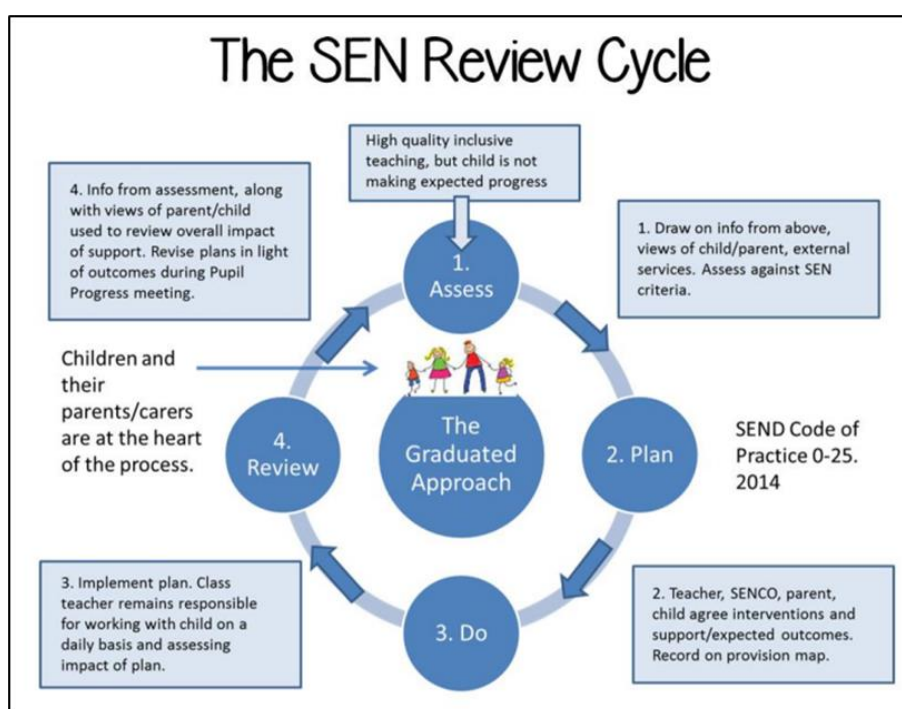 The SEN Review Cycle
High quality inclusive
teaching, but child is not
making expected progress
4. Info from assessment, along
with views of parent/child
used to review overall impact
of support. Revise plans in light
of outcomes during Pupil
Progress meeting.
1.
Assess
1. Draw on info from above,
views of child/parent, external
services. Assess against SEN
criteria.
Children and
their
parents/carers
are at the heart
of the process.
4.
Review
The
Graduated
Approach
2. Plan
SEND Code of
Practice 0-25.
2014
3. Implement plan. Class
teacher remains responsible
for working with child on a
daily basis and assessing
impact of plan.
3. Do
2. Teacher, SENCO, parent,
child agree interventions and
support/expected outcomes.
Record on provision map.